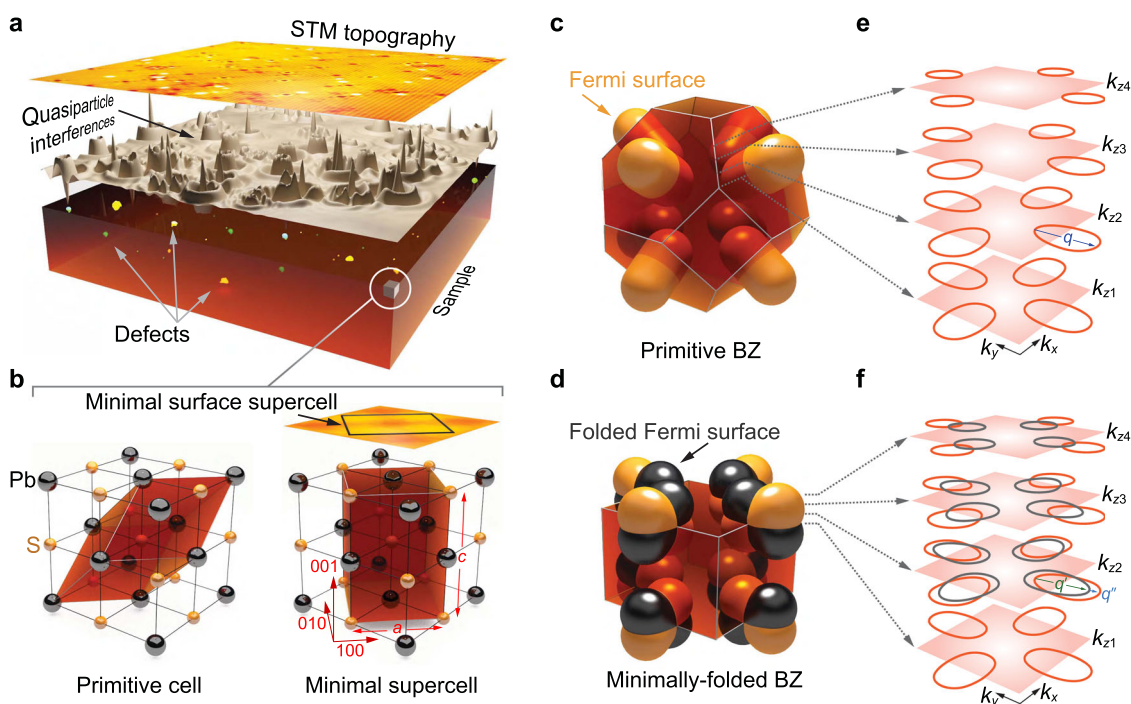 a
STM topography
Quasiparticle
interferences
Defects
Sample
b
Minimal surface supercell
Pb
S
Primitive cell
001
010
100
a
c
Minimal supercell
c
Fermi surface
Primitive BZ
d
Folded Fermi surface
Minimally-folded BZ
e
kz4
kz3
kz2
q
kz1
ky
kx
f
kz4
kz3
kz2
q' q"
kz1
ky
kx